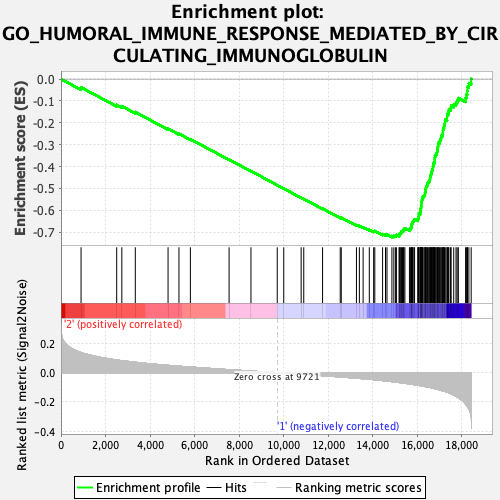 Enrichment plot:
GO_HUMORAL_IMMUNE_RESPONSE_MEDIATED_BY_CIR
CULATING_IMMUNOGLOBULIN
Enrichment score (ES)
0.0
-0.1
-0.2
-0.3
-0.4
-0.5
-0.6
-0.7
'2' (positively correlated)
Ranked list metric (Signal2Noise)
0.2
0.0
-0.2
-0.4
Zero cross at 9721
'1' (negatively correlated)
0 2,000 4,000 6,000 8,000 10,000 12,000 14,000 16,000 18,000
Rank in Ordered Dataset
Enrichment profile Hits Ranking metric scores